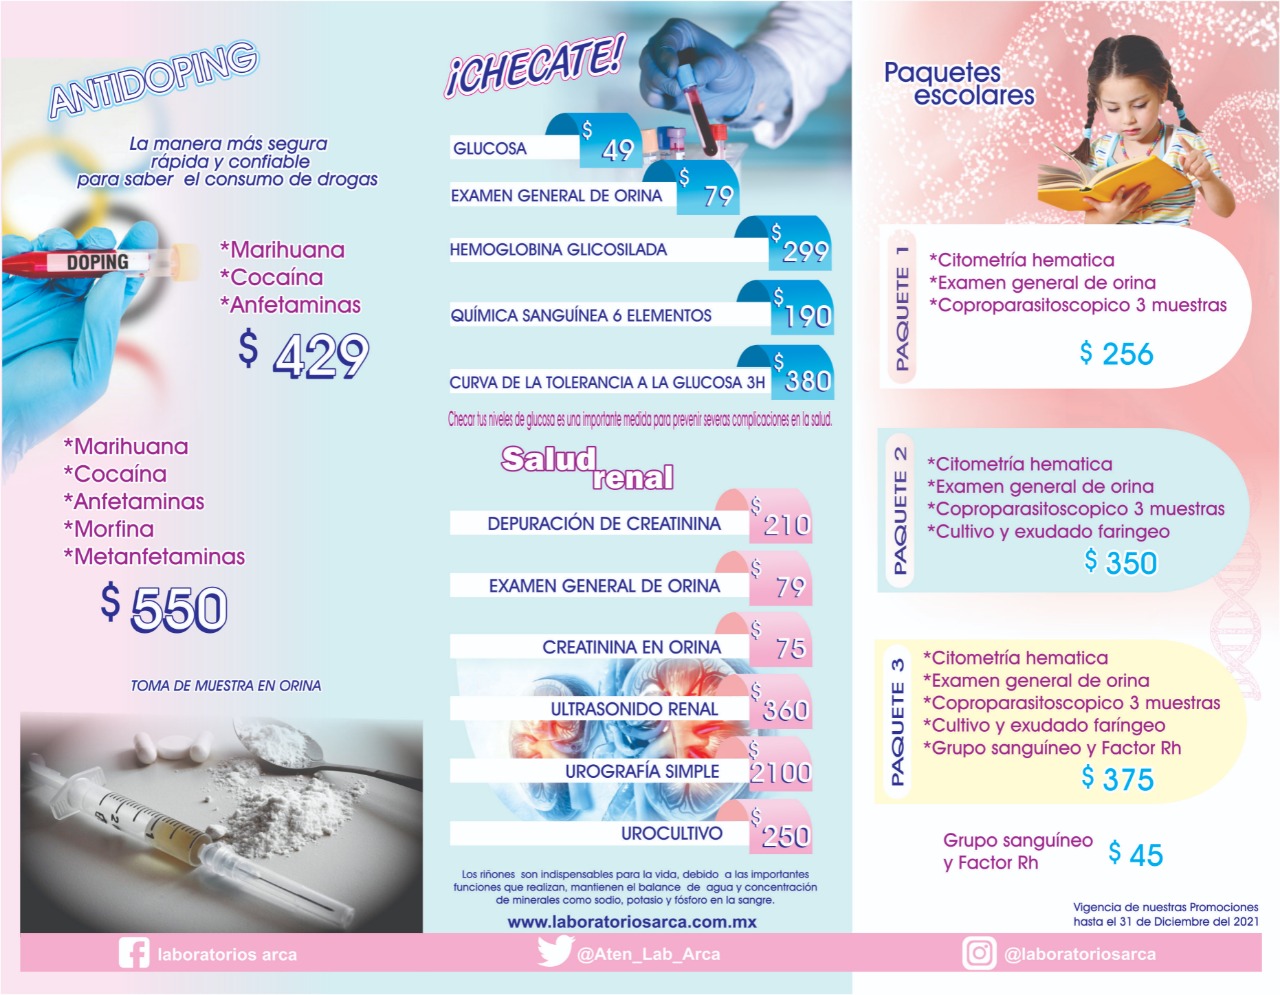 ANTIDOPING
La manera más segura
rápida y confiable
para saber el consumo de drogas
DOPING
*Marihuana
*Cocaína
*Anfetaminas
$ 429
*Marihuana
*Cocaína
*Anfetaminas
*Morfina
*Metanfetaminas
$ 550
TOMA DE MUESTRA EN ORINA
¡CHECATE!
GLUCOSA $ 49
EXAMEN GENERAL DE ORINA $ 79
HEMOGLOBINA GLICOSILADA $ 299
QUÍMICA SANGUÍNEA 6 ELEMENTOS $ 190
CURVA DE LA TOLERANCIA A LA GLUCOSA 3H $ 380
Checar tus niveles de glucosa es una importante medida para prevenir severas complicaciones en la salud.
Salud
renal
DEPURACIÓN DE CREATININA $ 210
EXAMEN GENERAL DE ORINA $ 79
CREATININA EN ORINA $ 75
ULTRASONIDO RENAL $ 360
UROGRAFÍA SIMPLE $ 2100
UROCULTIVO $ 250
Los riñones son indispensables para la vida, debido a las importantes
funciones que realizan, mantienen el balance de agua y concentración
de minerales como sodio, potasio y fósforo en la sangre.
www.laboratoriosarca.com.mx
Paquetes
escolares
PAQUETE 1
*Citometría hematica
*Examen general de orina
*Coproparasitoscopico 3 muestras
$ 256
PAQUETE 2
*Citometría hematica
*Examen general de orina
*Coproparasitoscopico 3 muestras
*Cultivo y exudado faringeo
$ 350
PAQUETE 3
*Citometría hematica
*Examen general de orina
*Coproparasitoscopico 3 muestras
*Cultivo y exudado faríngeo
*Grupo sanguíneo y Factor Rh
$ 375
Grupo sanguíneo
y Factor Rh $ 45
Vigencia de nuestras Promociones
hasta el 31 de Diciembre del 2021
laboratorios arca
@Aten_Lab_Arca
@laboratoriosarca